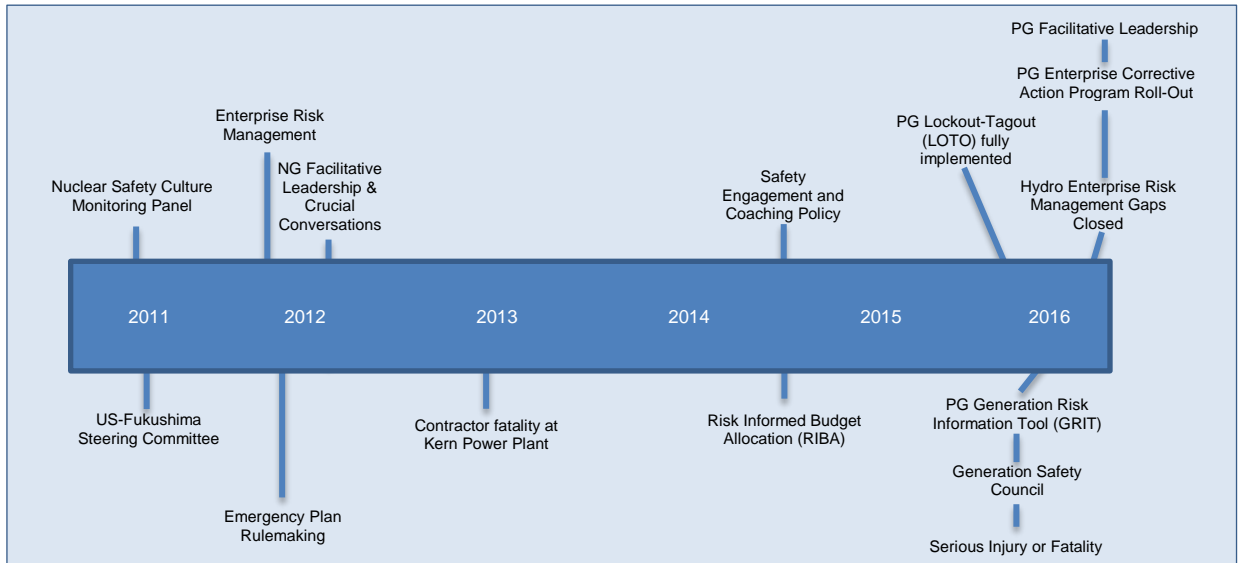 PG Facilitative Leadership
PG Enterprise Corrective
Action Program Roll-Out
Enterprise Risk
Management
PG Lockout-Tagout
(LOTO) fully
implemented
NG Facilitative
Leadership &
Crucial
Conversations
Safety
Engagement and
Coaching Policy
Nuclear Safety Culture
Monitoring Panel
Hydro Enterprise Risk
Management Gaps
Closed
2011
2012
2013
2014
2015
2016
US-Fukushima
Steering Committee
Contractor fatality at
Kern Power Plant
Risk Informed Budget
Allocation (RIBA)
PG Generation Risk
Information Tool (GRIT)
Generation Safety
Council
Emergency Plan
Rulemaking
Serious Injury or Fatality